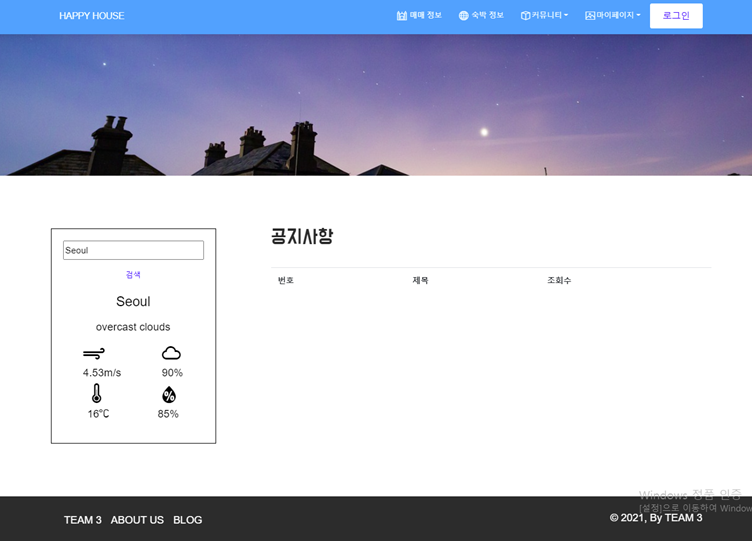 HAPPY HOUSE
매매 정보
숙박 정보
커뮤니티
마이페이지
로그인
Seoul
검색
Seoul
overcast clouds
4.53m/s
90%
16℃
85%
공지사항
번호
제목
조회수
Windows 정품 인증
[설정]으로 이동하여 Window
TEAM 3
ABOUT US
BLOG
© 2021, By TEAM 3